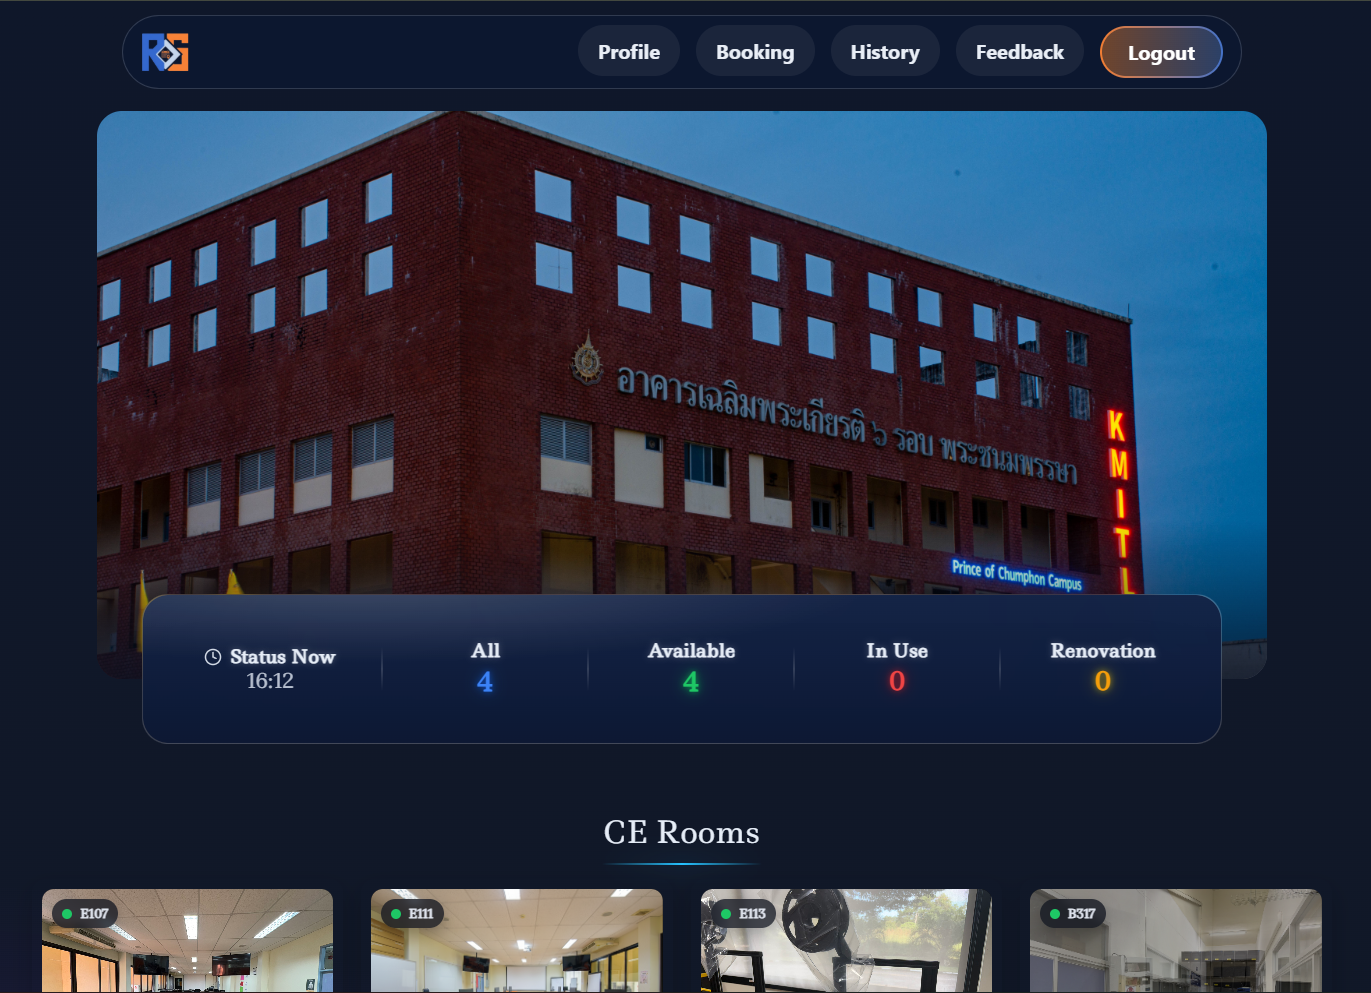 RS
Profile
Booking
History
Feedback
Logout
อาคารเฉลิมพระเกียรติ ๖ รอบ พระชนมพรรษา
KMITL
Prince of Chumphon Campus
Status Now
16:12
All
4
Available
4
In Use
0
Renovation
0
CE Rooms
E107
E111
E113
B317